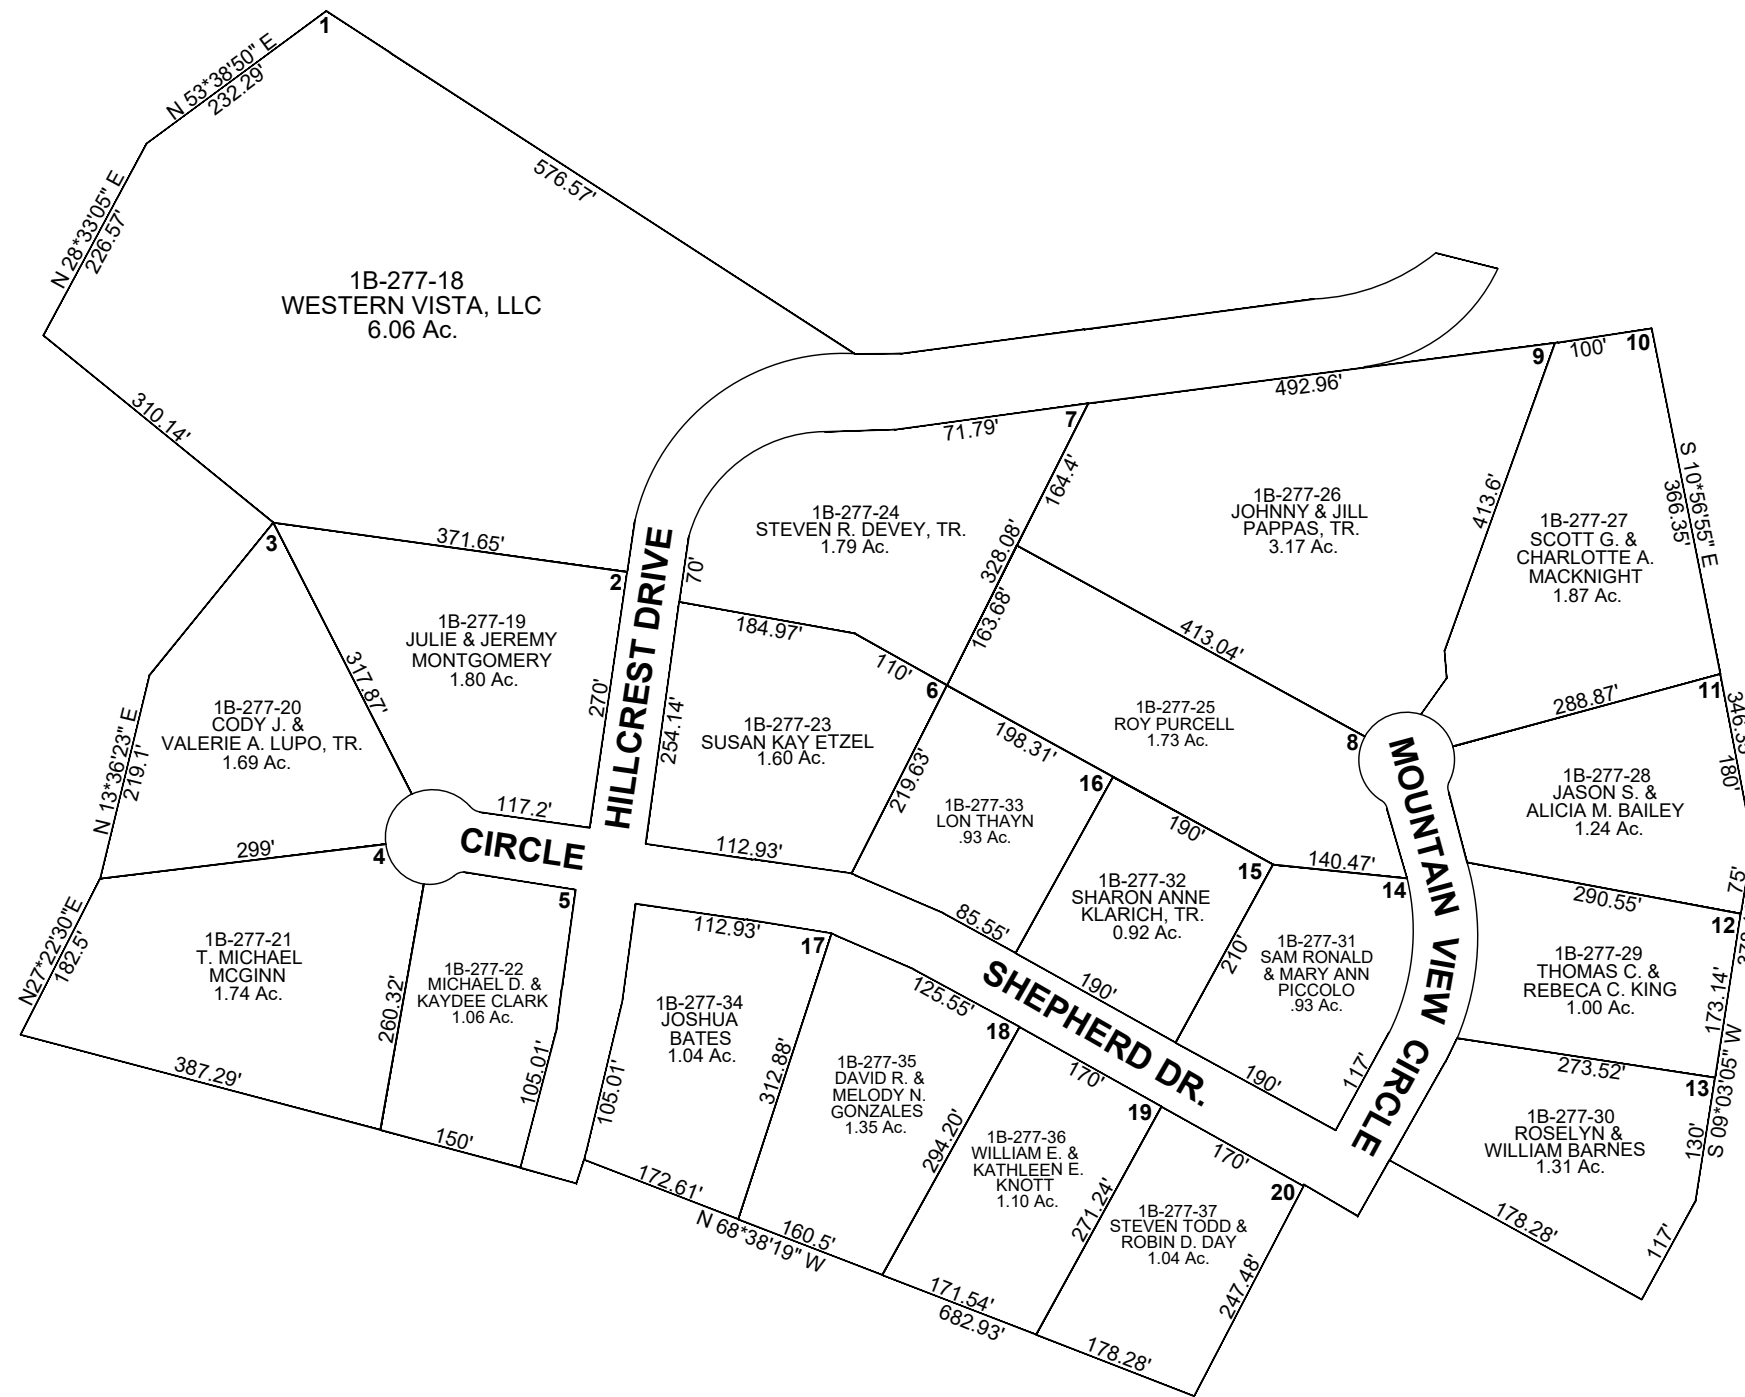 1
N 53*38'50" E
232.29'
N 28*33'05" E
226.57'
576.57'
1B-277-18
WESTERN VISTA, LLC
6.06 Ac.
310.14'
3
371.65'
2
HILLCREST DRIVE
70'
1B-277-24
STEVEN R. DEVEY, TR.
1.79 Ac.
71.79'
7
164.4'
328.08'
163.68'
492.96'
9
100'
10
1B-277-26
JOHNNY & JILL
PAPPAS, TR.
3.17 Ac.
413.6'
1B-277-27
SCOTT G. &
CHARLOTTE A.
MACKNIGHT
1.87 Ac.
S 10*56'55" E
366.35'
1B-277-19
JULIE & JEREMY
MONTGOMERY
1.80 Ac.
317.87'
270'
184.97'
110'
6
413.04'
8
288.87'
11
1B-277-20
CODY J. &
VALERIE A. LUPO, TR.
1.69 Ac.
N 13*36'23" E
219.1'
254.14'
1B-277-23
SUSAN KAY ETZEL
1.60 Ac.
219.63'
198.31'
1B-277-25
ROY PURCELL
1.73 Ac.
16
MOUNTAIN VIEW CIRCLE
180'
1B-277-28
JASON S. &
ALICIA M. BAILEY
1.24 Ac.
117.2'
CIRCLE
299'
4
112.93'
1B-277-33
LON THAYN
.93 Ac.
190'
15
140.47'
14
75'
290.55'
12
5
1B-277-32
SHARON ANNE
KLARICH, TR.
0.92 Ac.
85.55'
N27*22'30"E
182.5'
1B-277-21
T. MICHAEL
MCGINN
1.74 Ac.
260.32'
1B-277-22
MICHAEL D. &
KAYDEE CLARK
1.06 Ac.
112.93'
17
125.55'
SHEPHERD DR.
190'
210'
1B-277-31
SAM RONALD
& MARY ANN
PICCOLO
.93 Ac.
1B-277-29
THOMAS C. &
REBECA C. KING
1.00 Ac.
173.14'
S 09*03'05" W
387.29'
150'
105.01'
105.01'
1B-277-34
JOSHUA
BATES
1.04 Ac.
312.88'
1B-277-35
DAVID R. &
MELODY N.
GONZALES
1.35 Ac.
18
170'
190'
117'
273.52'
13
130'
294.20'
1B-277-36
WILLIAM E. &
KATHLEEN E.
KNOTT
1.10 Ac.
19
170'
20
1B-277-30
ROSELYN &
WILLIAM BARNES
1.31 Ac.
178.28'
117'
172.61'
N 68*38'19" W
160.5'
271.24'
1B-277-37
STEVEN TODD &
ROBIN D. DAY
1.04 Ac.
247.48'
171.54'
682.93'
178.28'